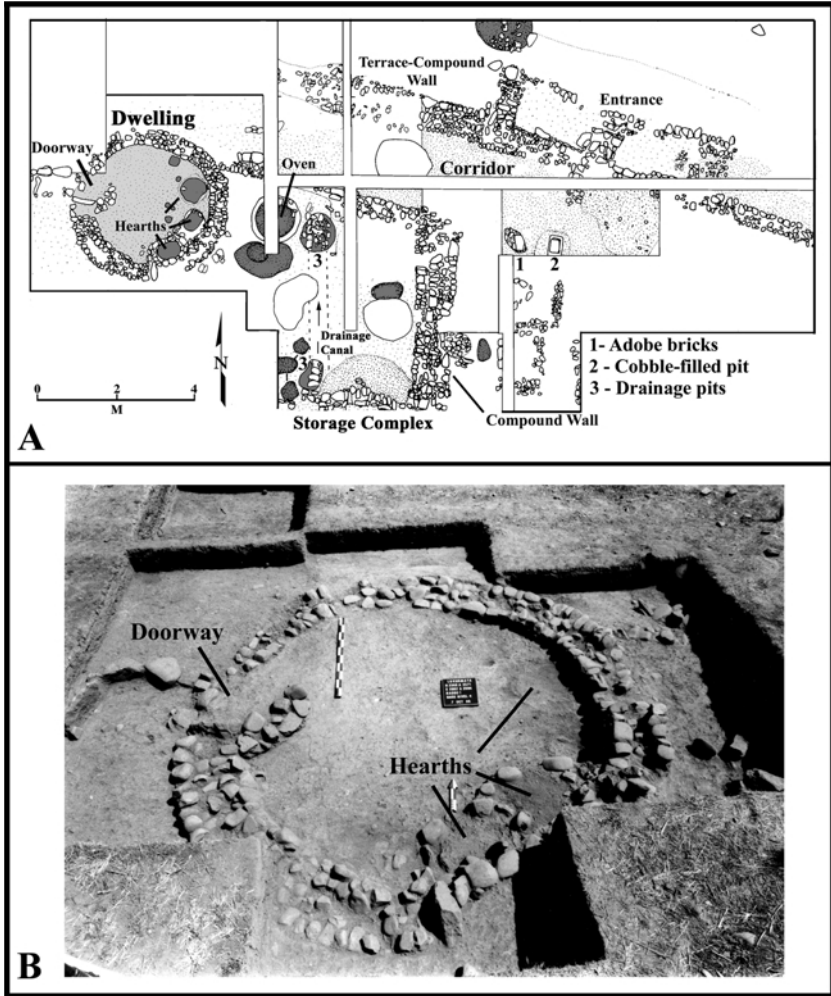 Terrace-Compound
Wall
Entrance
Dwelling
Doorway
Oven
Corridor
Hearths
3
1 2
Drainage
Canal
3
N
0 2 4
M
1- Adobe bricks
2 - Cobble-filled pit
3 - Drainage pits
Storage Complex
Compound Wall
A
Doorway
Hearths
B